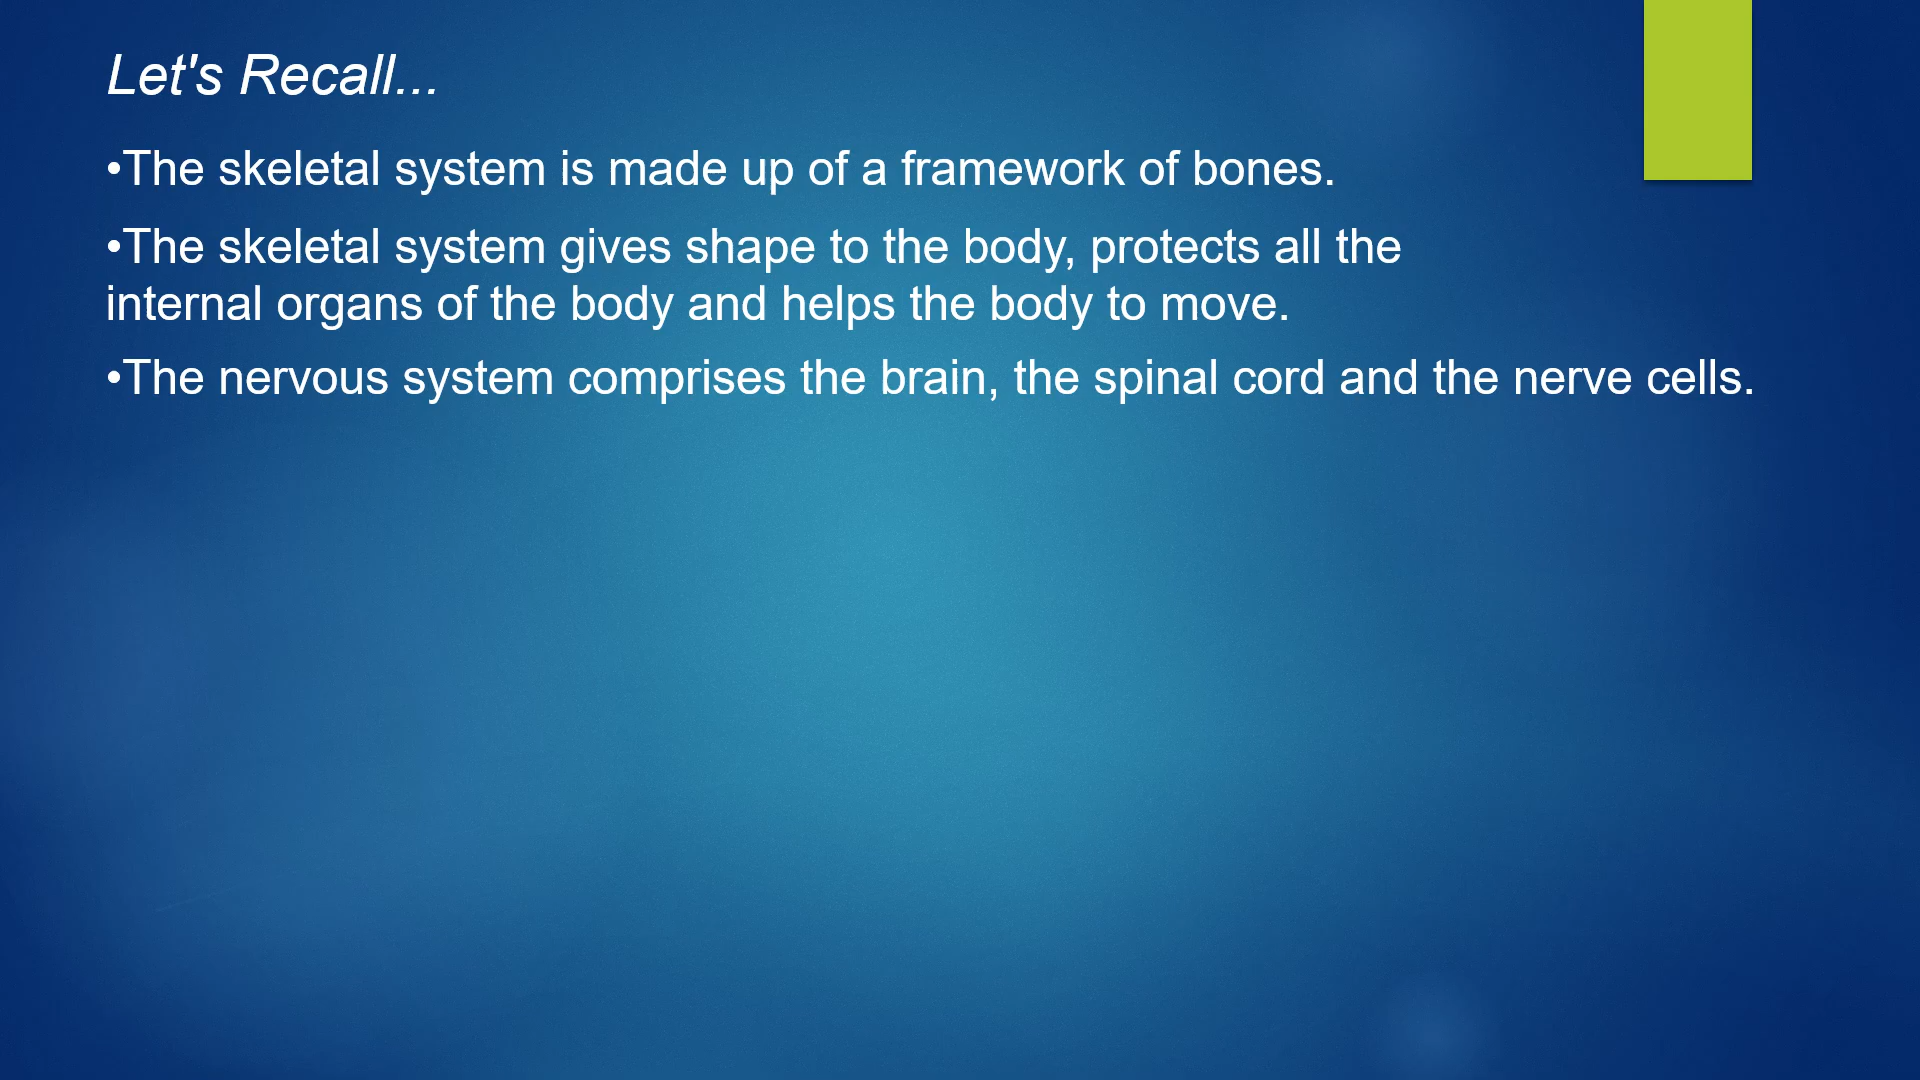 Let's Recall...
•The skeletal system is made up of a framework of bones.
•The skeletal system gives shape to the body, protects all the
internal organs of the body and helps the body to move.
•The nervous system comprises the brain, the spinal cord and the nerve cells.